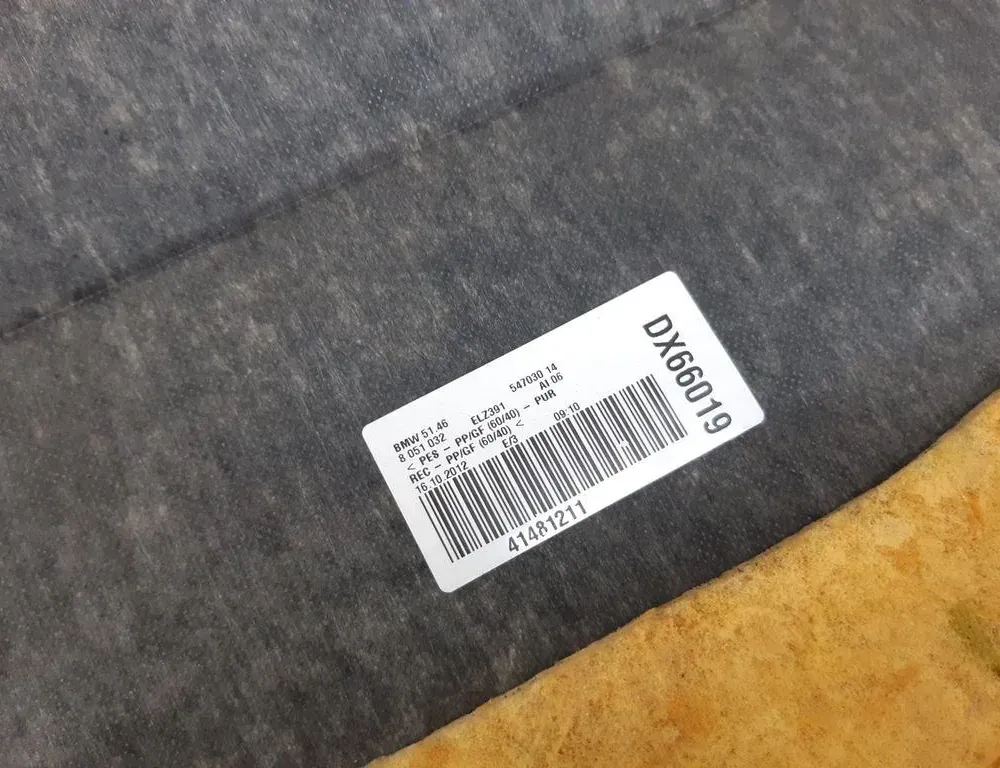 BMW 51.46 ELZ391 547030 14
8 051 032 AI 06
< PES - PP/GF (60/40) - PUR
REC - PP/GF (60/40) <
16.10.2012 E/3 09:10
41481211
DX66019